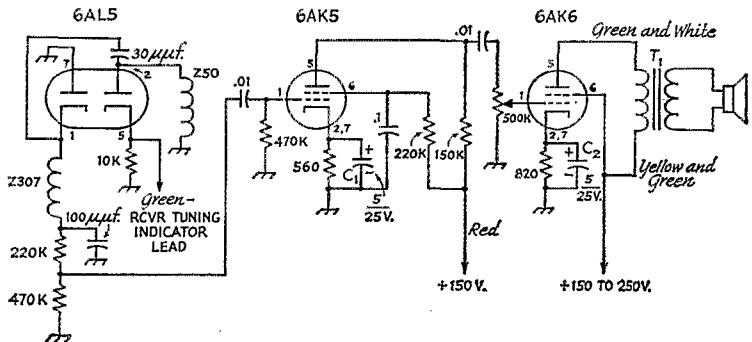 6AL5
6AK5
6AK6
Green and White
30μμf.
7
2
Z50
1
5
10K
Z307
Green-
RCVR TUNING
INDICATOR
LEAD
100μμf.
220K
470K
.01
1
5
6
2,7
470K
560
+
-
C1
5
25V.
.1
220K
150K
Red
+150 V.
.01
500K
1
5
6
2,7
820
+
-
C2
5
25V.
T1
Yellow and
Green
+150 TO 250V.